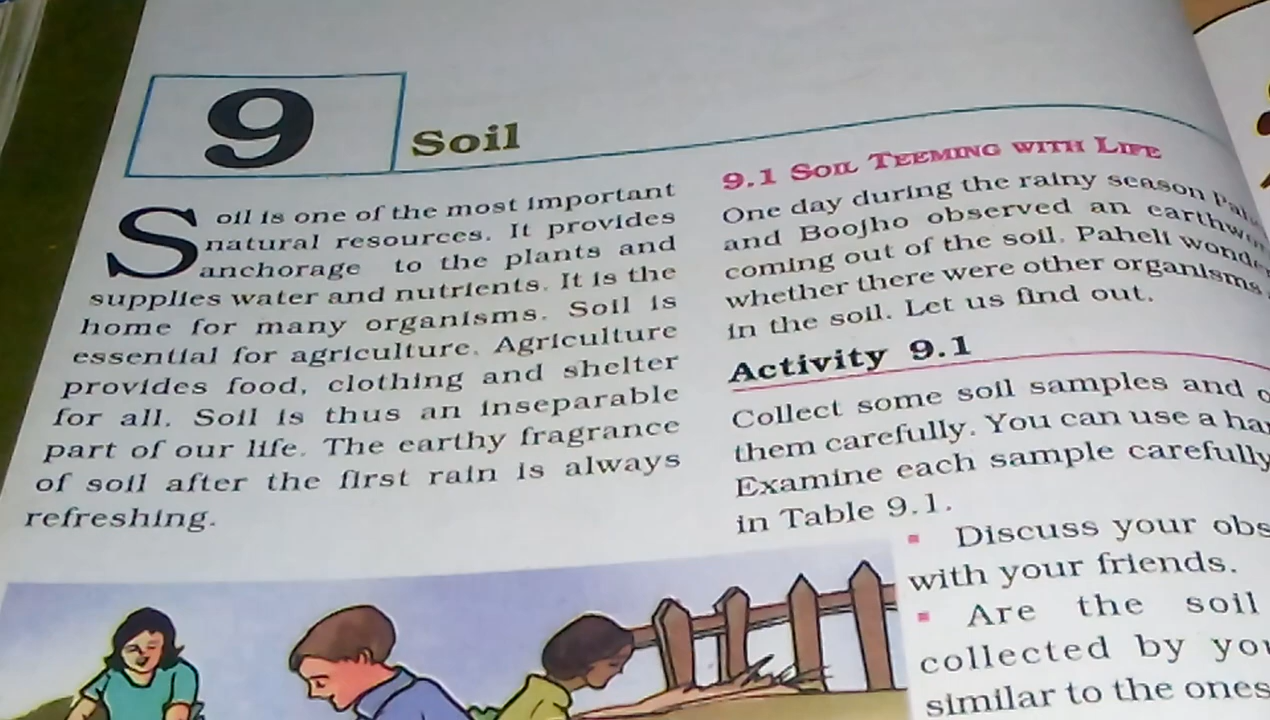 9
Soil
Soil is one of the most important
natural resources. It provides
anchorage to the plants and
supplies water and nutrients. It is the
home for many organisms. Soil is
essential for agriculture. Agriculture
provides food, clothing and shelter
for all. Soil is thus an inseparable
part of our life. The earthy fragrance
of soil after the first rain is always
refreshing.
9.1 SOIL TEEMING WITH LIFE
One day during the rainy season
and Boojho observed an
coming out of the soil. Paheli
whether there were other organisms
in the soil. Let us find out.
Activity 9.1
Collect some soil samples and
them carefully. You can use a
Examine each sample carefully
in Table 9.1.
Discuss your
with your friends.
Are the soil
collected by
similar to the ones